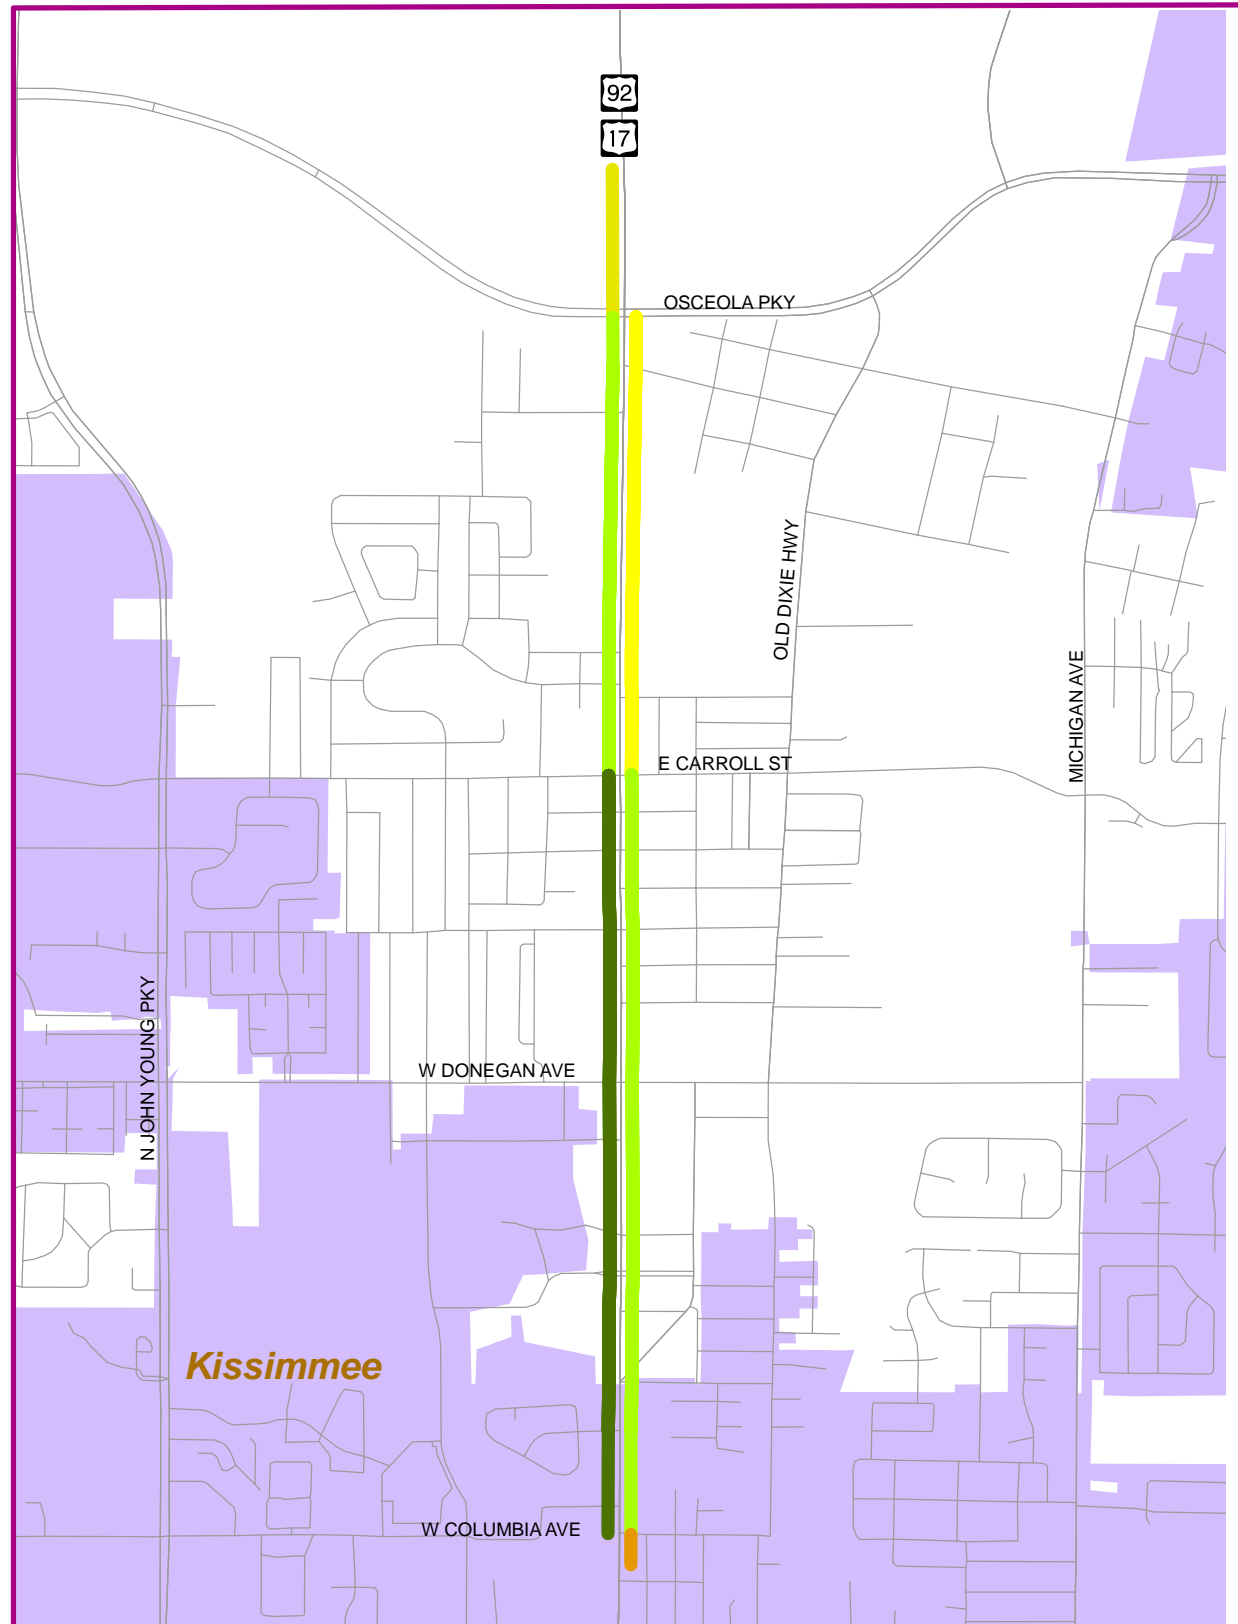 92
17
OSCEOLA PKY
OLD DIXIE HWY
MICHIGAN AVE
E CARROLL ST
N JOHN YOUNG PKY
W DONEGAN AVE
Kissimmee
W COLUMBIA AVE